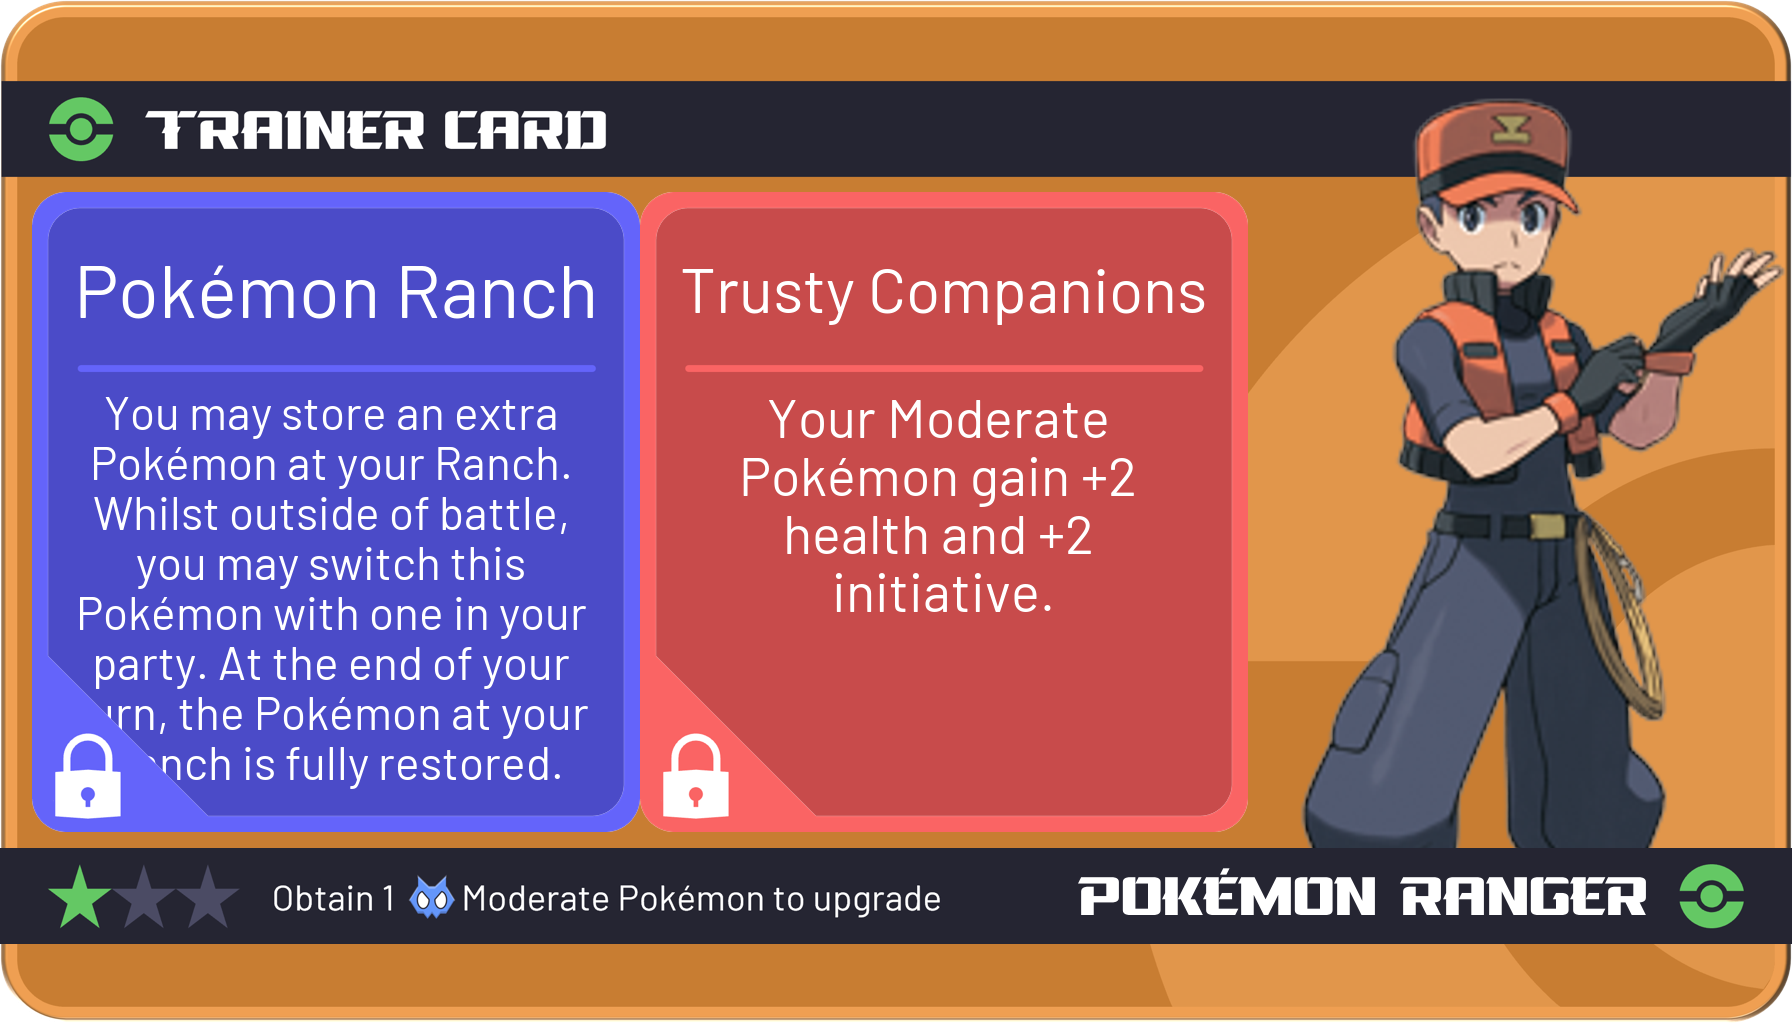 TRAINER CARD
Pokémon Ranch
You may store an extra
Pokémon at your Ranch.
Whilst outside of battle,
you may switch this
Pokémon with one in your
party. At the end of your
the Pokémon at your
is fully restored.
Trusty Companions
Your Moderate
Pokémon gain +2
health and +2
initiative.
Obtain 1 Moderate Pokémon to upgrade
POKÉMON RANGER